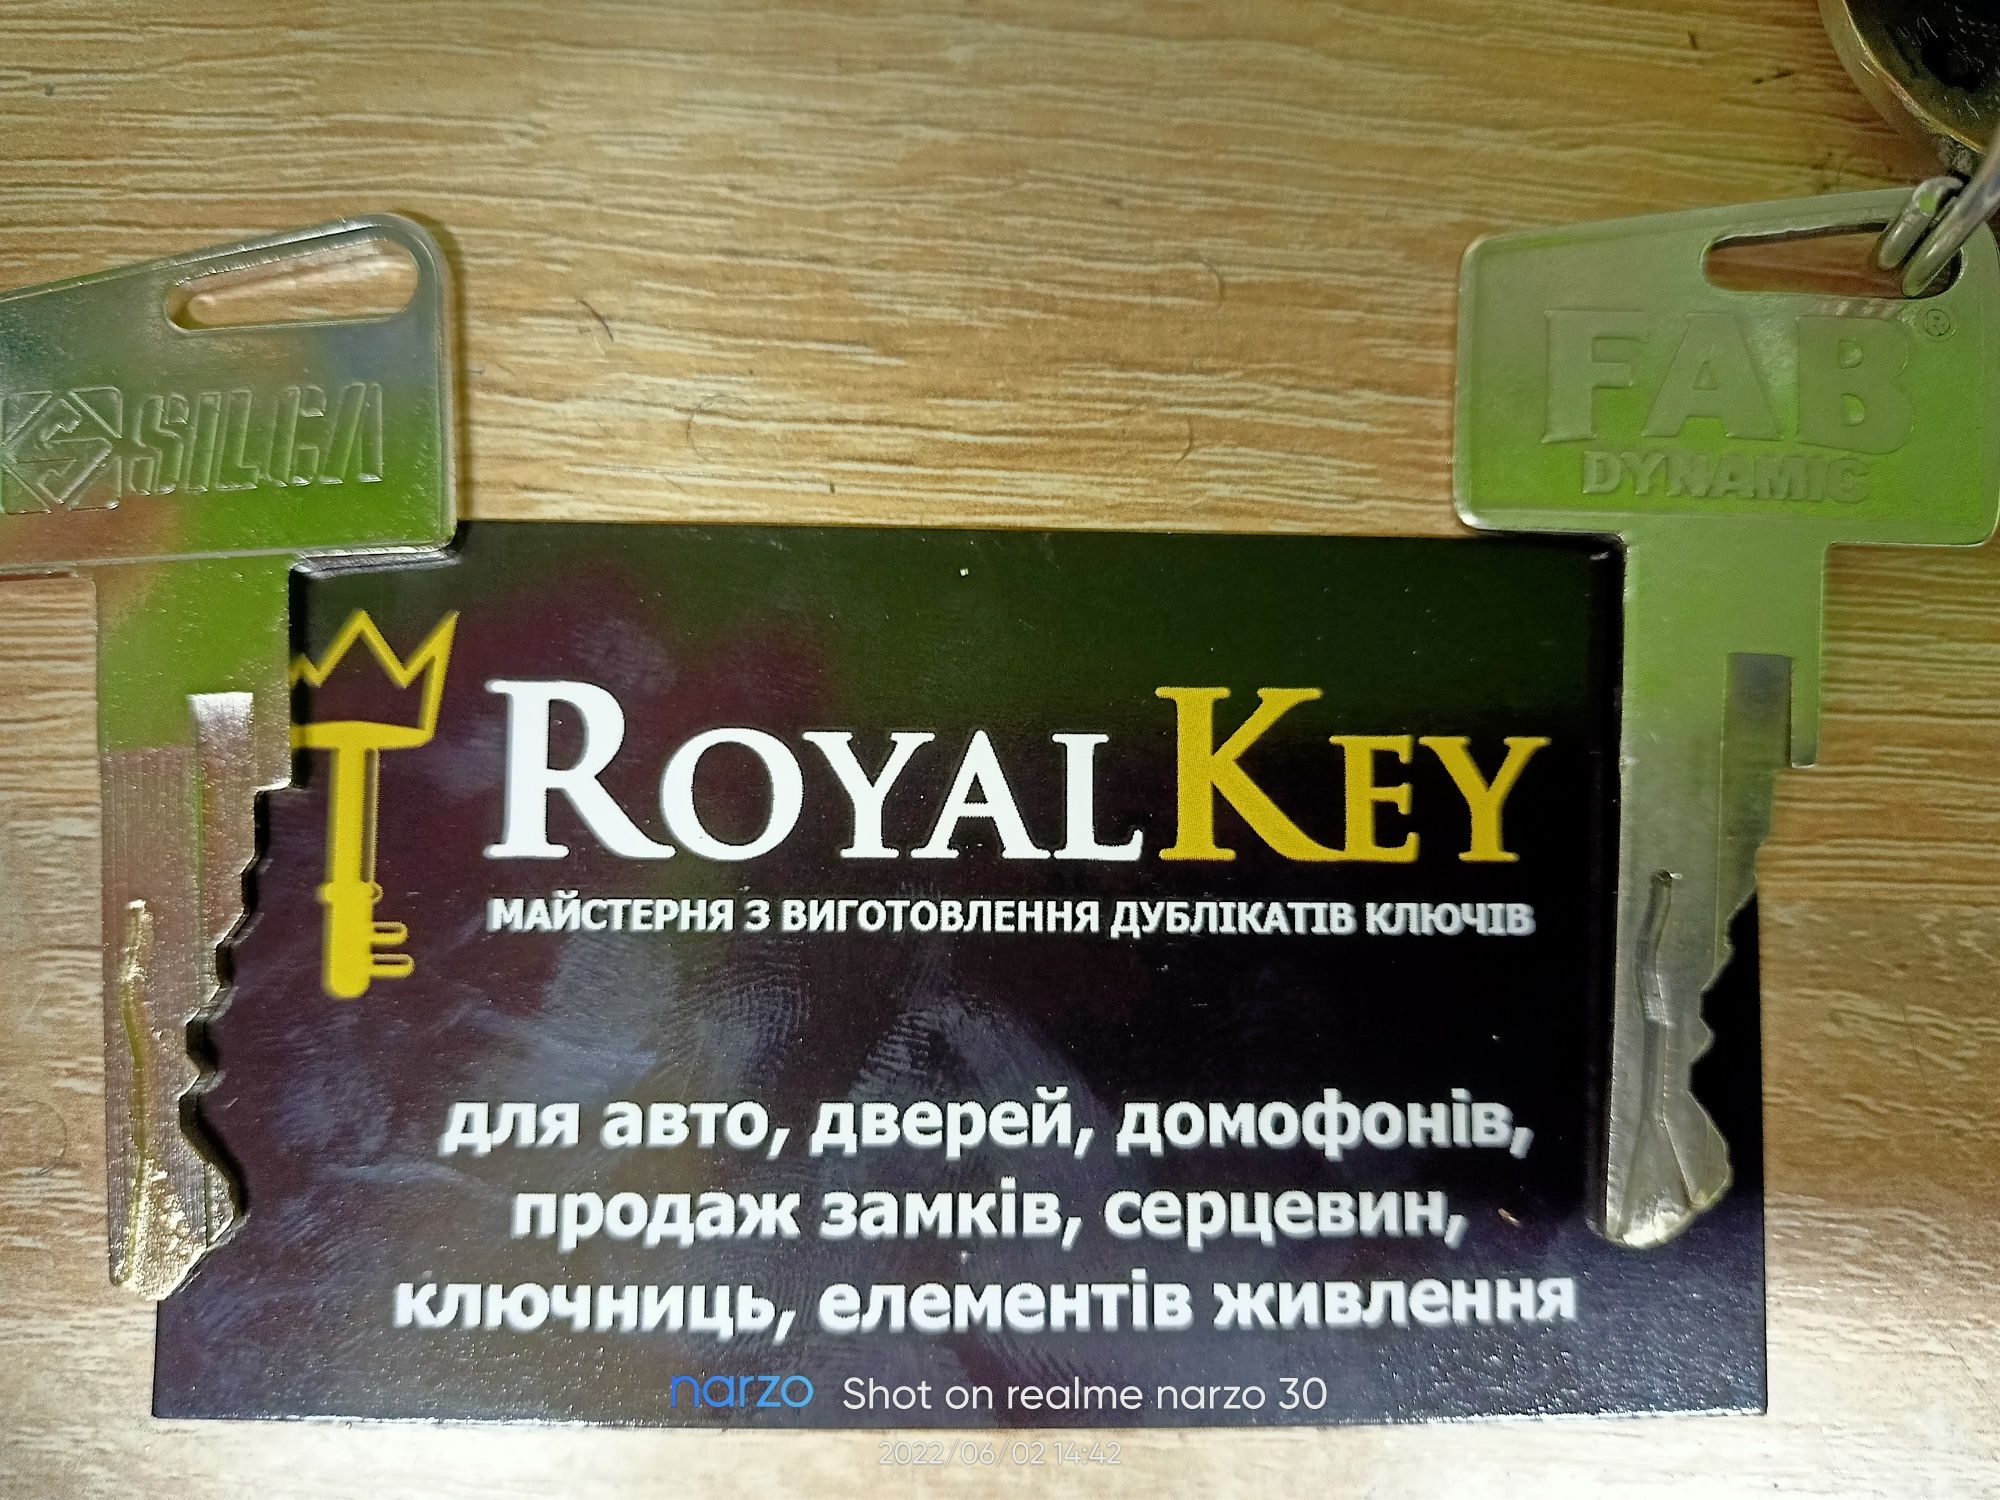 SILCA
FAB®
DYNAMIC
ROYALKEY
МАЙСТЕРНЯ З ВИГОТОВЛЕННЯ ДУБЛІКАТІВ КЛЮЧІВ
для авто, дверей, домофонів,
продаж замків, серцевин,
ключниць, елементів живлення
narzo Shot on realme narzo 30
2022/06/02 14:42